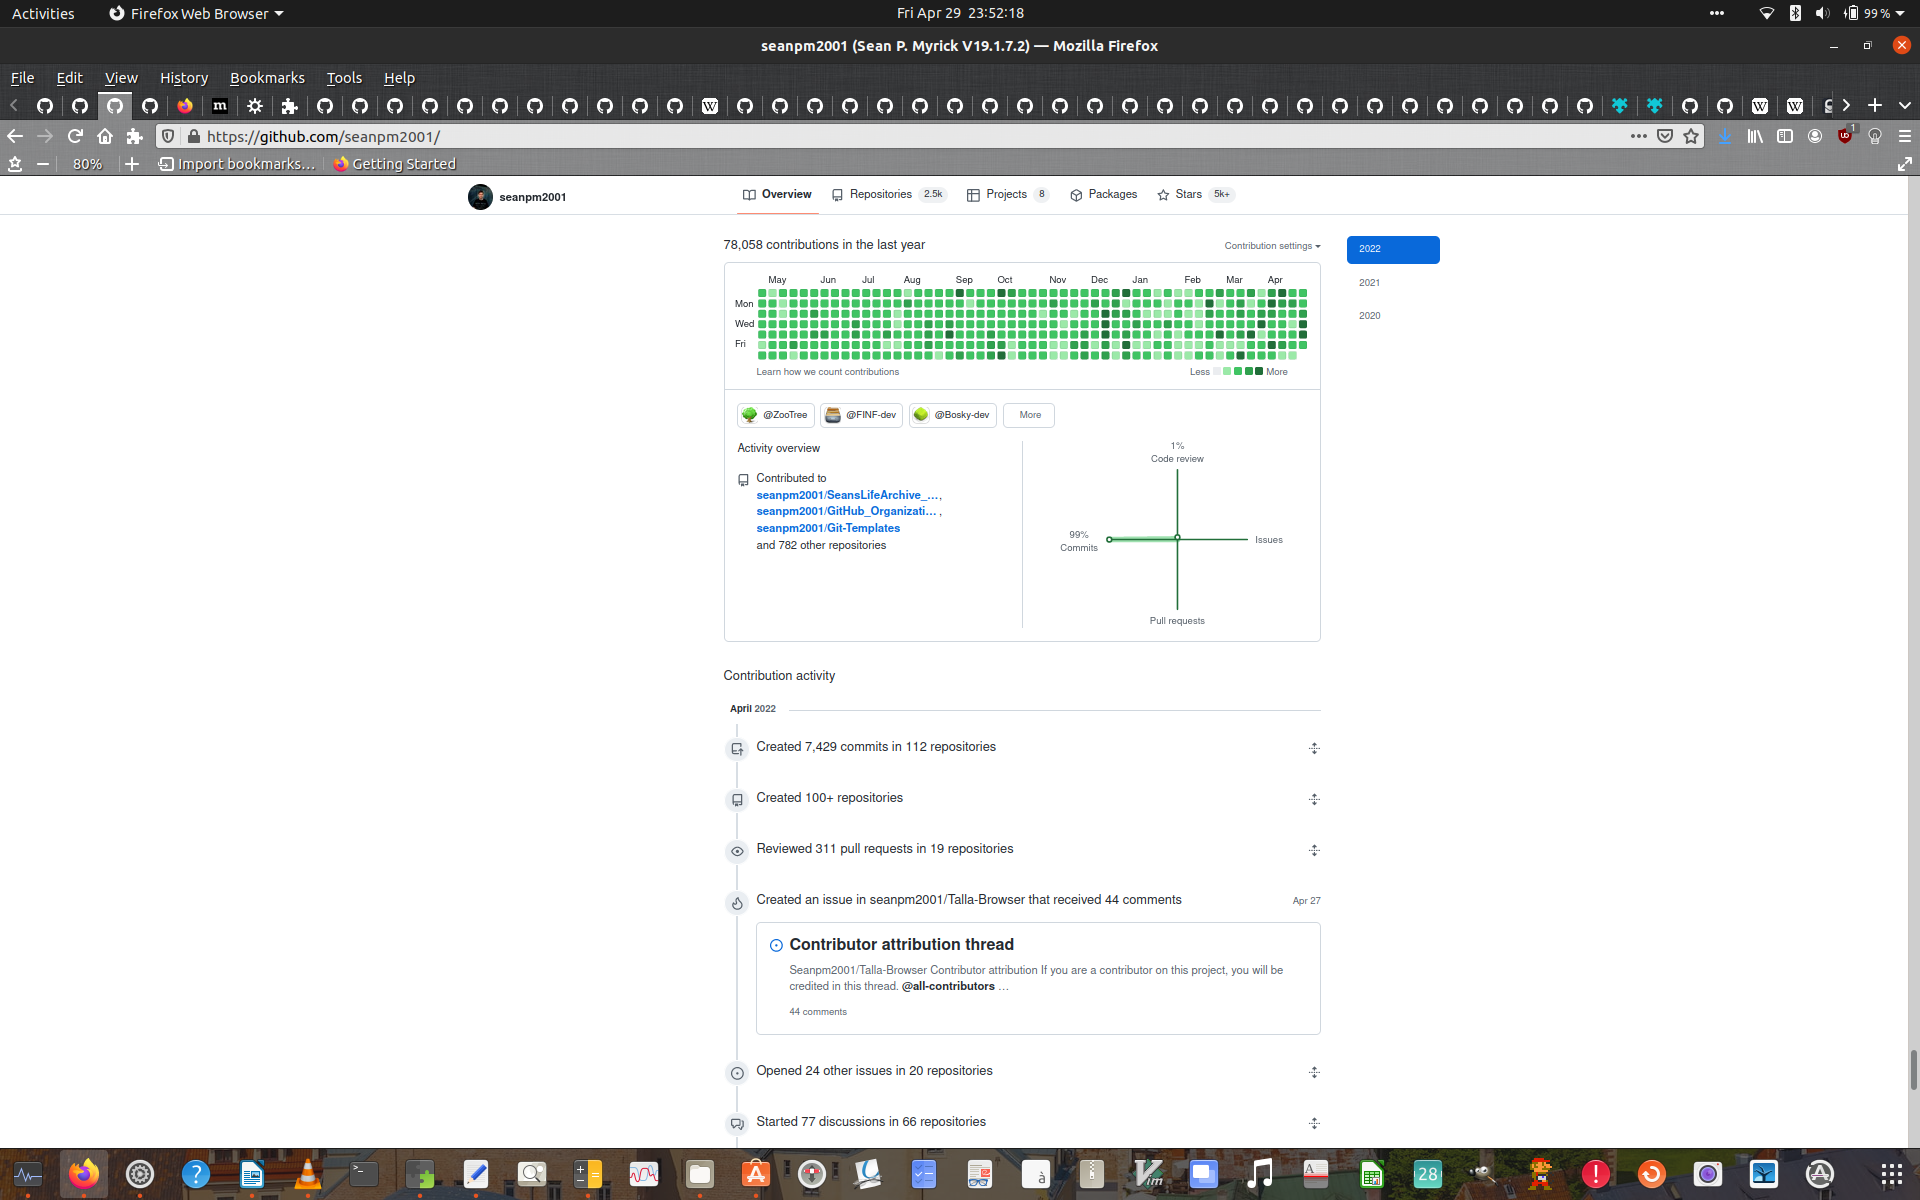 Activities
Firefox Web Browser
Fri Apr 29 23:52:18
99 %
seanpm2001 (Sean P. Myrick V19.1.7.2) — Mozilla Firefox
File Edit View History Bookmarks Tools Help
https://github.com/seanpm2001/
80%
Import bookmarks...
Getting Started
seanpm2001
Overview
Repositories 2.5k
Projects 8
Packages
Stars 5k+
78,058 contributions in the last year
Contribution settings
2022
2021
2020
May Jun Jul Aug Sep Oct Nov Dec Jan Feb Mar Apr
Mon
Wed
Fri
Learn how we count contributions
Less More
@ZooTree
@FINF-dev
@Bosky-dev
More
Activity overview
Contributed to
seanpm2001/SeansLifeArchive_…,
seanpm2001/GitHub_Organizati… ,
seanpm2001/Git-Templates
and 782 other repositories
1%
Code review
99%
Commits
Issues
Pull requests
Contribution activity
April 2022
Created 7,429 commits in 112 repositories
Created 100+ repositories
Reviewed 311 pull requests in 19 repositories
Created an issue in seanpm2001/Talla-Browser that received 44 comments
Apr 27
Contributor attribution thread
Seanpm2001/Talla-Browser Contributor attribution If you are a contributor on this project, you will be
credited in this thread. @all-contributors …
44 comments
Opened 24 other issues in 20 repositories
Started 77 discussions in 66 repositories
28